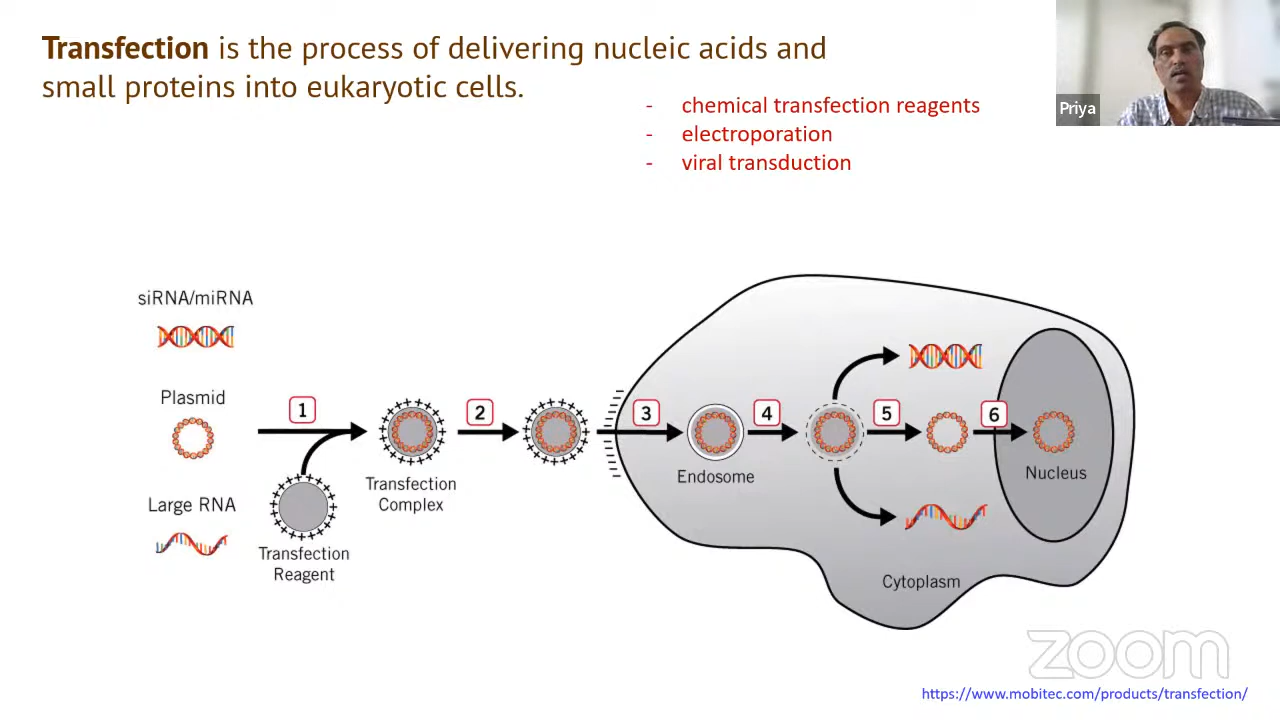 Transfection is the process of delivering nucleic acids and
small proteins into eukaryotic cells.
- chemical transfection reagents
- electroporation
- viral transduction
Priya
siRNA/miRNA
Plasmid
Large RNA
1
Transfection
Reagent
Transfection
Complex
2
3
Endosome
4
5
6
Nucleus
Cytoplasm
zoom
https://www.mobitec.com/products/transfection/